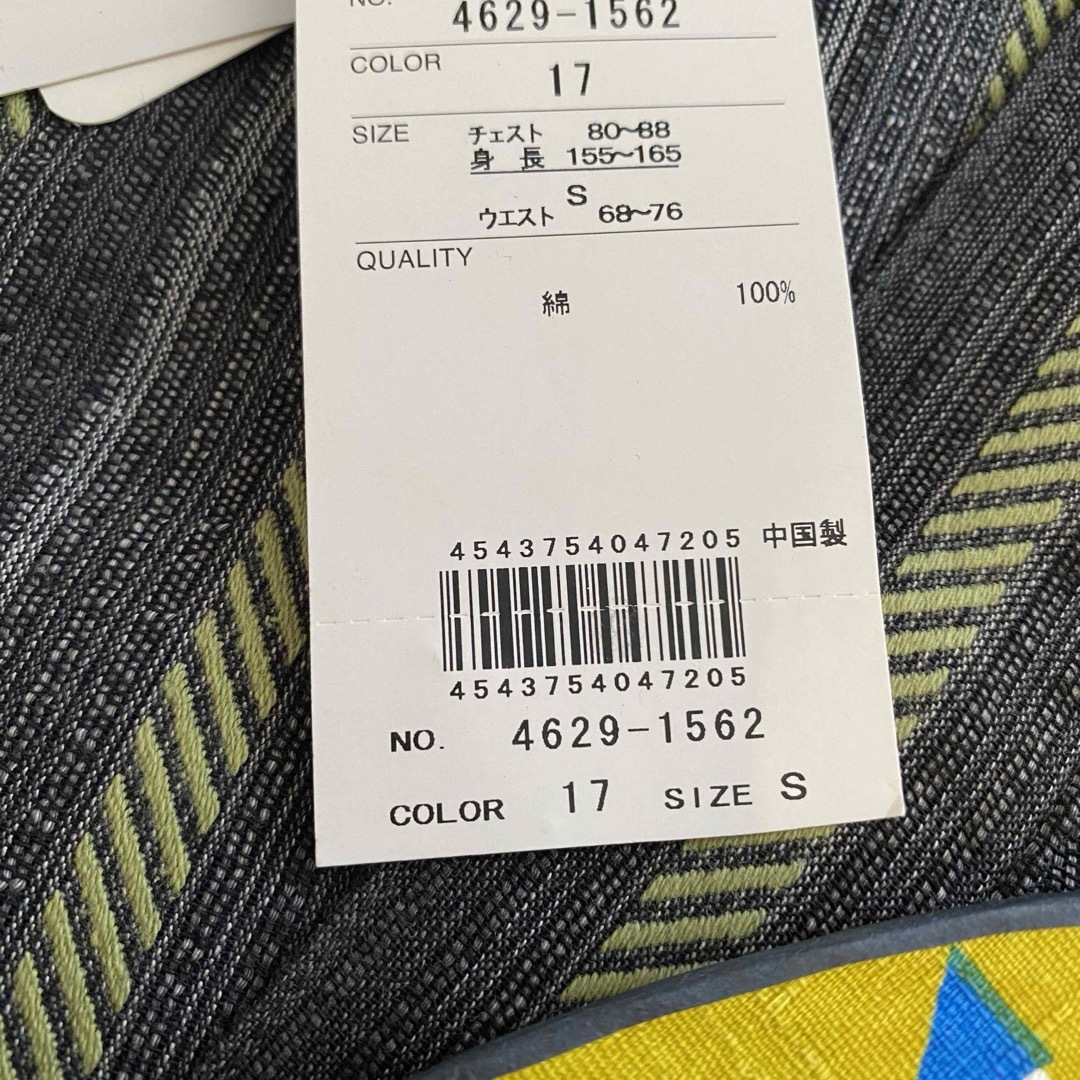 NO. 4629-1562
COLOR 17
SIZE チェスト 80~88
身 長 155~165
S
ウエスト 68~76
QUALITY
綿 100%
4543754047205 中国製
4543754047205
NO. 4629-1562
COLOR 17 SIZE S